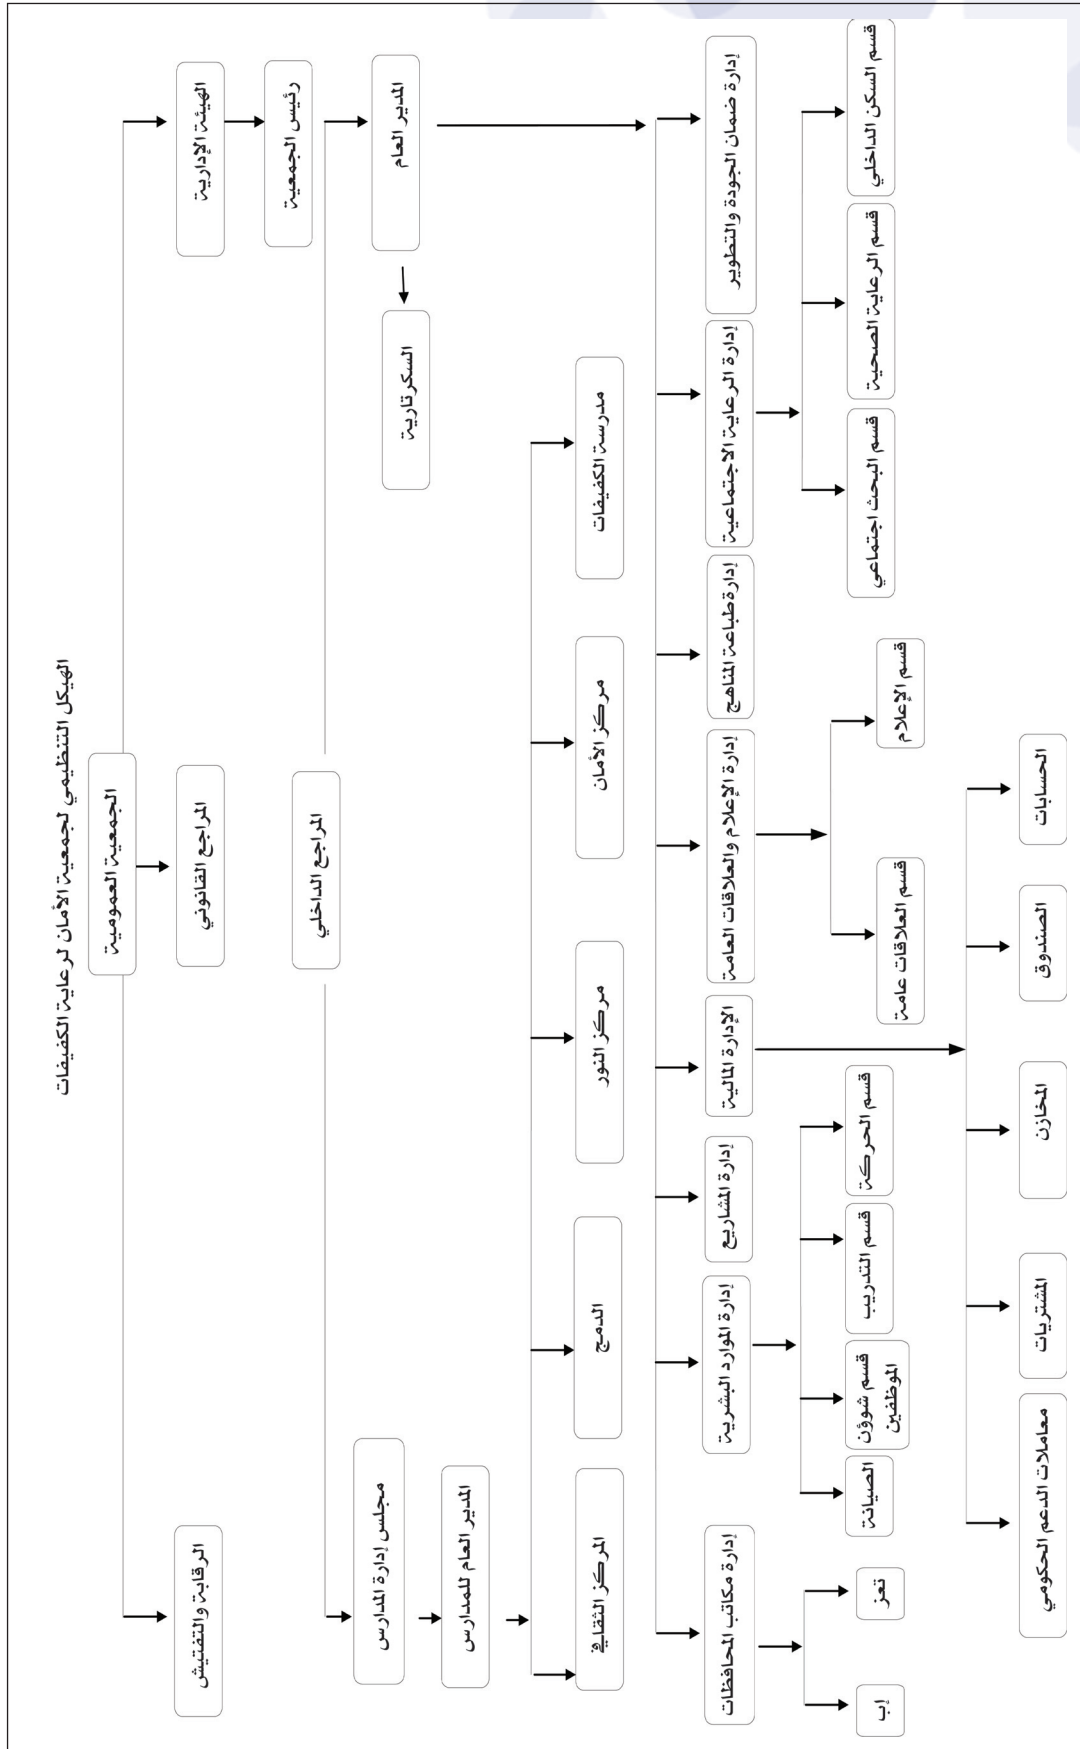 الهيكل التنظيمي لجمعية الأمان لرعاية الكفيفات
الجمعية العمومية
الهيئة الإدارية
المراجع القانوني
الرقابة والتفتيش
رئيس الجمعية
المراجع الداخلي
المدير العام
مجلس إدارة المدارس
السكرتارية
المدير العام للمدارس
مدرسة الكفيفات
مركز الأمان
مركز النور
الدمج
المركز الثقافي
إدارة ضمان الجودة والتطوير
إدارة الرعاية الاجتماعية
إدارة طباعة المناهج
إدارة الإعلام والعلاقات العامة
الإدارة المالية
إدارة المشاريع
إدارة الموارد البشرية
إدارة مكاتب المحافظات
قسم السكن الداخلي
قسم الرعاية الصحية
قسم البحث اجتماعي
قسم الإعلام
قسم العلاقات عامة
قسم الحركة
قسم التدريب
قسم شوؤن
الموظفين
الصيانة
تعز
إب
الحسابات
الصندوق
المخازن
المشتريات
معاملات الدعم الحكومي